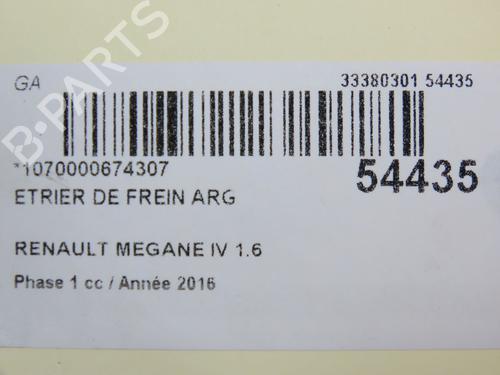 GA 33380301 54435
*1070000674307 54435
ETRIER DE FREIN ARG
RENAULT MEGANE IV 1.6
Phase 1 cc / Année 2016
B-PARTS